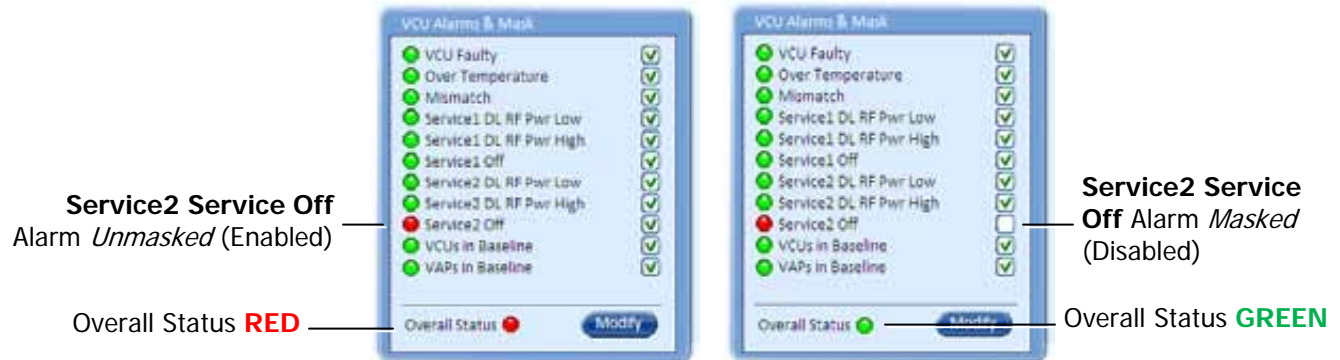 VCU Alarms & Mask
VCU Faulty
Over Temperature
Mismatch
Service1 DL RF Pwr Low
Service1 DL RF Pwr High
Service1 Off
Service2 DL RF Pwr Low
Service2 DL RF Pwr High
Service2 Off
VCUs in Baseline
VAPs in Baseline
Overall Status
Modify
VCU Alarms & Mask
VCU Faulty
Over Temperature
Mismatch
Service1 DL RF Pwr Low
Service1 DL RF Pwr High
Service1 Off
Service2 DL RF Pwr Low
Service2 DL RF Pwr High
Service2 Off
VCUs in Baseline
VAPs in Baseline
Overall Status
Modify
Service2 Service Off
Alarm Unmasked (Enabled)
Overall Status RED
Service2 Service
Off Alarm Masked
(Disabled)
Overall Status GREEN